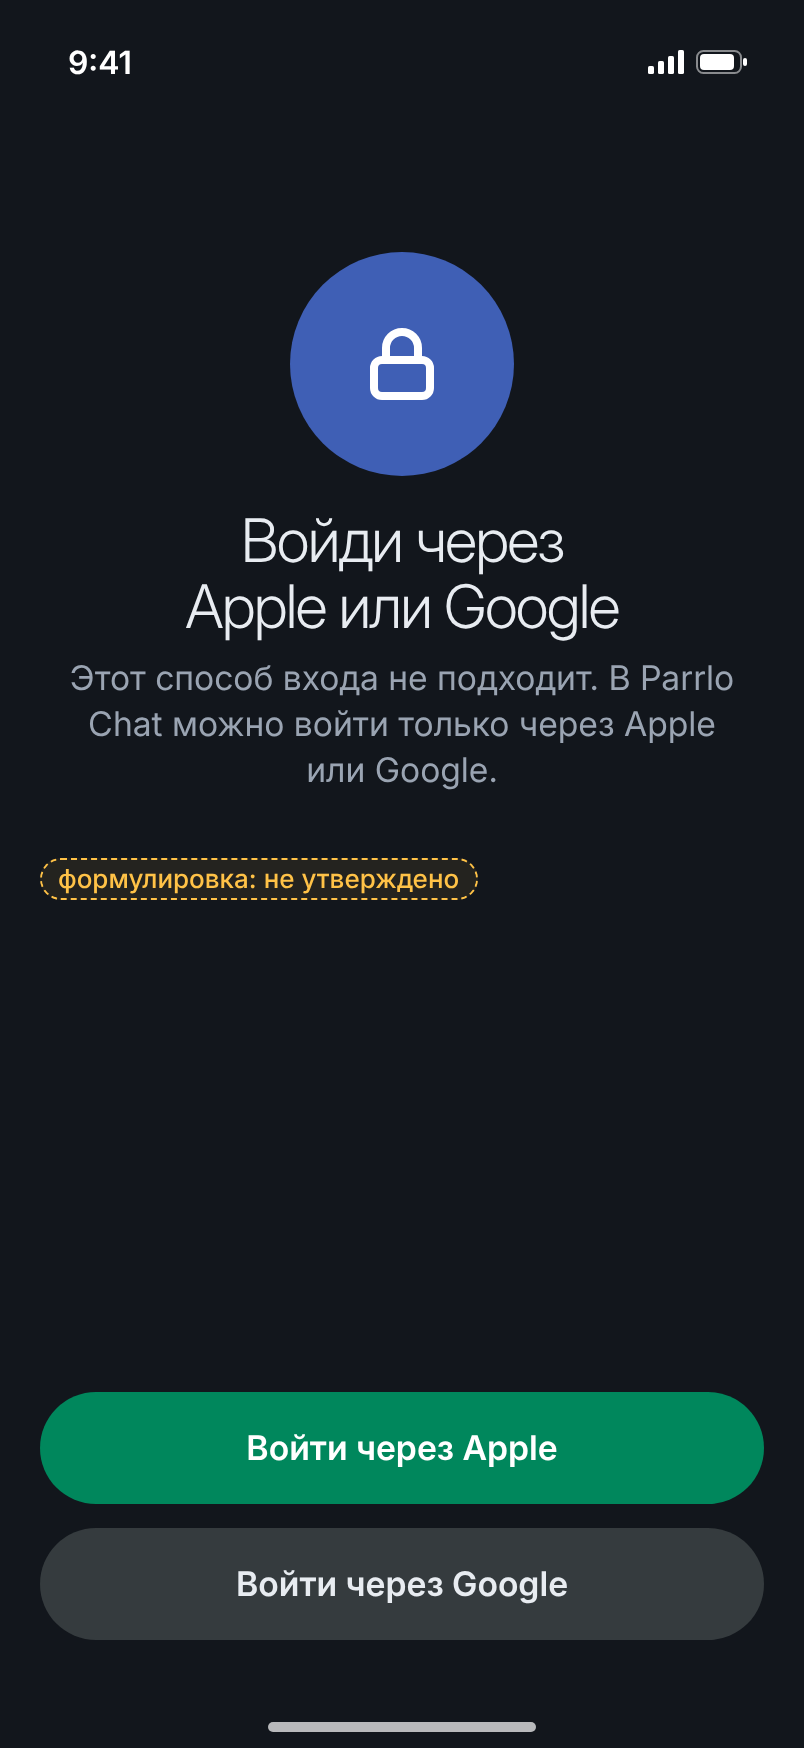 9:41
Войди через
Apple или Google
Этот способ входа не подходит. В Parrlo
Chat можно войти только через Apple
или Google.
формулировка: не утверждено
Войти через Apple
Войти через Google